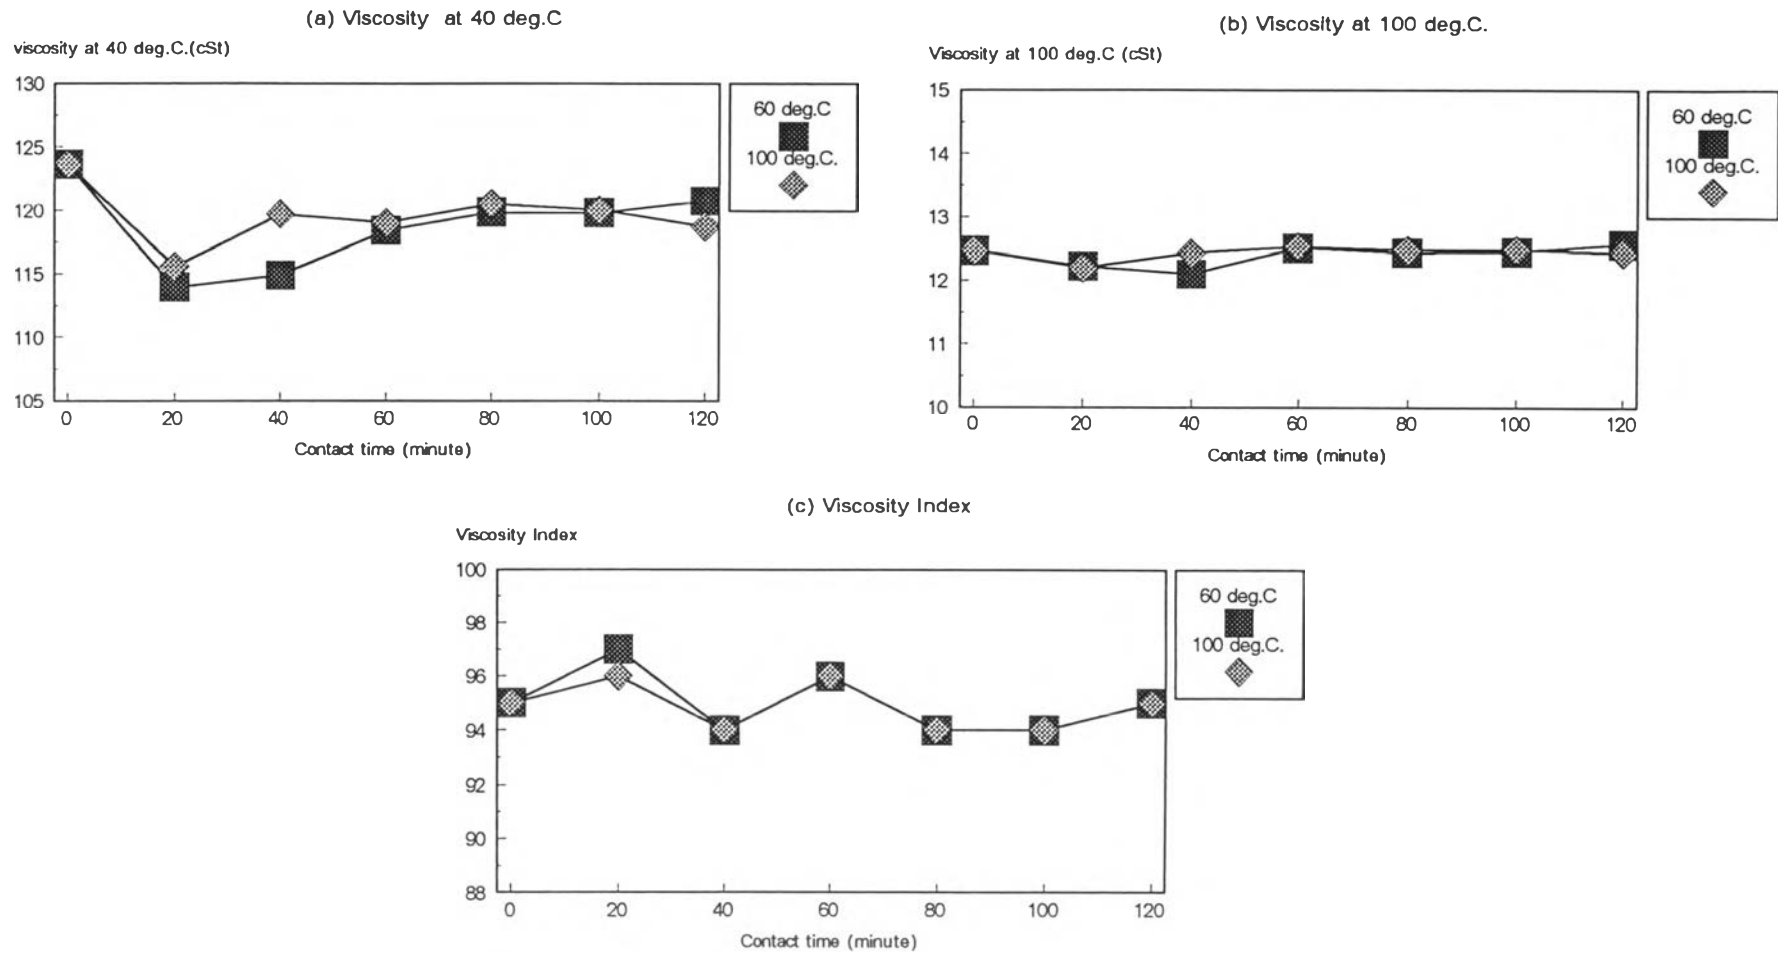 (a) Viscosity at 40 deg.C
viscosity at 40 deg.C.(cSt)
130
125
120
115
110
105
0 20 40 60 80 100 120
Contact time (minute)
60 deg.C
100 deg.C.
(b) Viscosity at 100 deg.C.
Viscosity at 100 deg.C (cSt)
15
14
13
12
11
10
0 20 40 60 80 100 120
Contact time (minute)
60 deg.C
100 deg.C.
(c) Viscosity Index
Viscosity Index
100
98
96
94
92
90
88
0 20 40 60 80 100 120
Contact time (minute)
60 deg.C
100 deg.C.